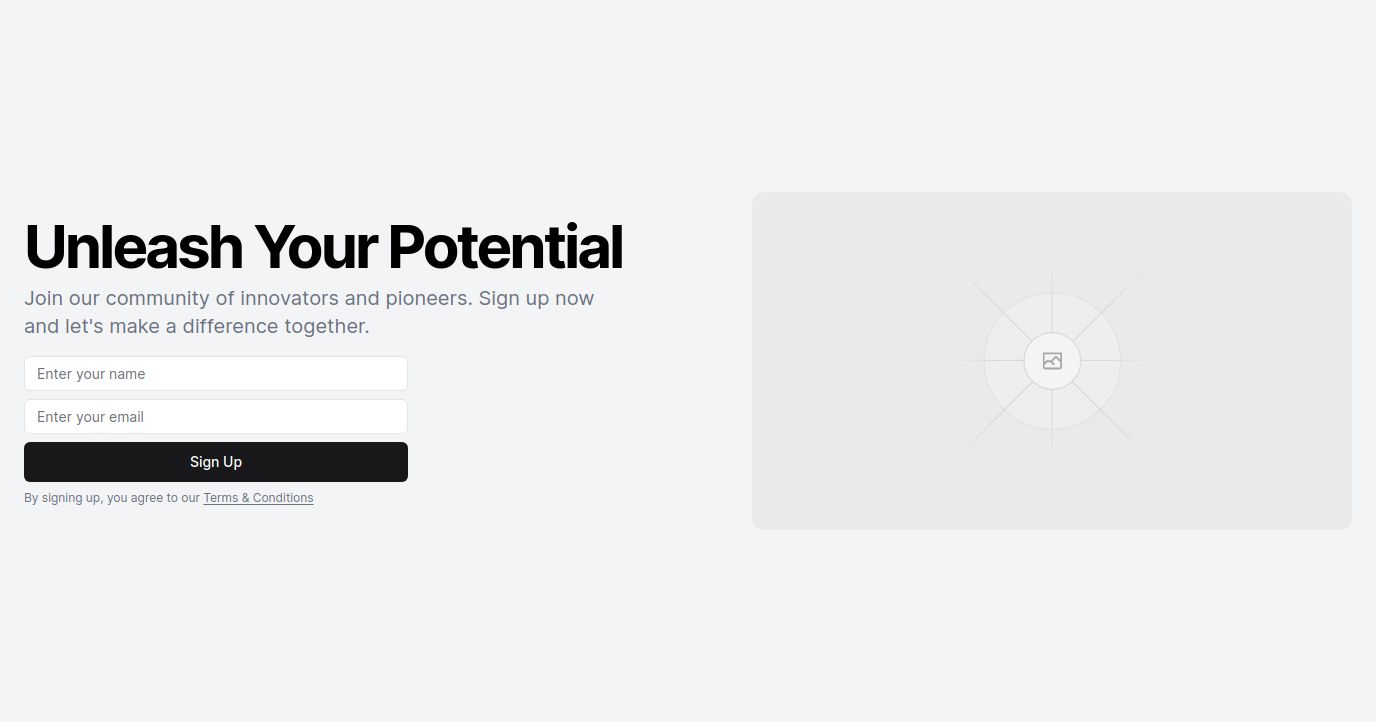 Unleash Your Potential
Join our community of innovators and pioneers. Sign up now
and let's make a difference together.
Enter your name
Enter your email
Sign Up
By signing up, you agree to our Terms & Conditions